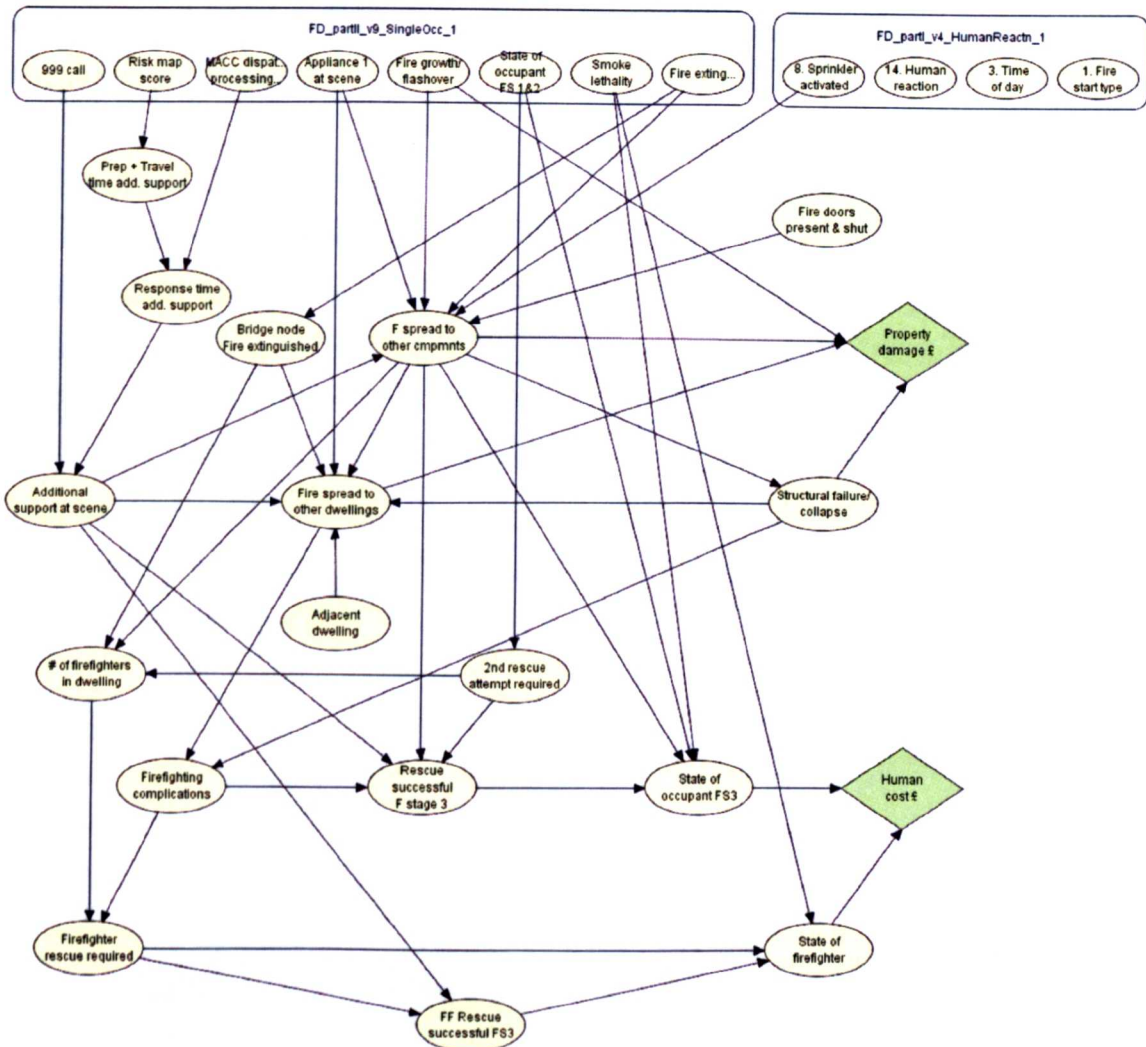 FD_partII_v9_SingleOcc_1
FD_partI_v4_HumanReactn_1
999 call
Risk map
score
MACC dispat...
processing...
Appliance 1
at scene
Fire growth/
flashover
State of
occupant
FS 1&2
Smoke
lethality
Fire exting...
8. Sprinkler
activated
14. Human
reaction
3. Time
of day
1. Fire
start type
Prep + Travel
time add. support
Fire doors
present & shut
Response time
add. support
Bridge node
Fire extinguished
F spread to
other cmpmnts
Property
damage £
Additional
support at scene
Fire spread to
other dwellings
Structural failure/
collapse
Adjacent
dwelling
# of firefighters
in dwelling
2nd rescue
attempt required
Firefighting
complications
Rescue
successful
F stage 3
State of
occupant FS3
Human
cost £
Firefighter
rescue required
State of
firefighter
FF Rescue
successful FS3